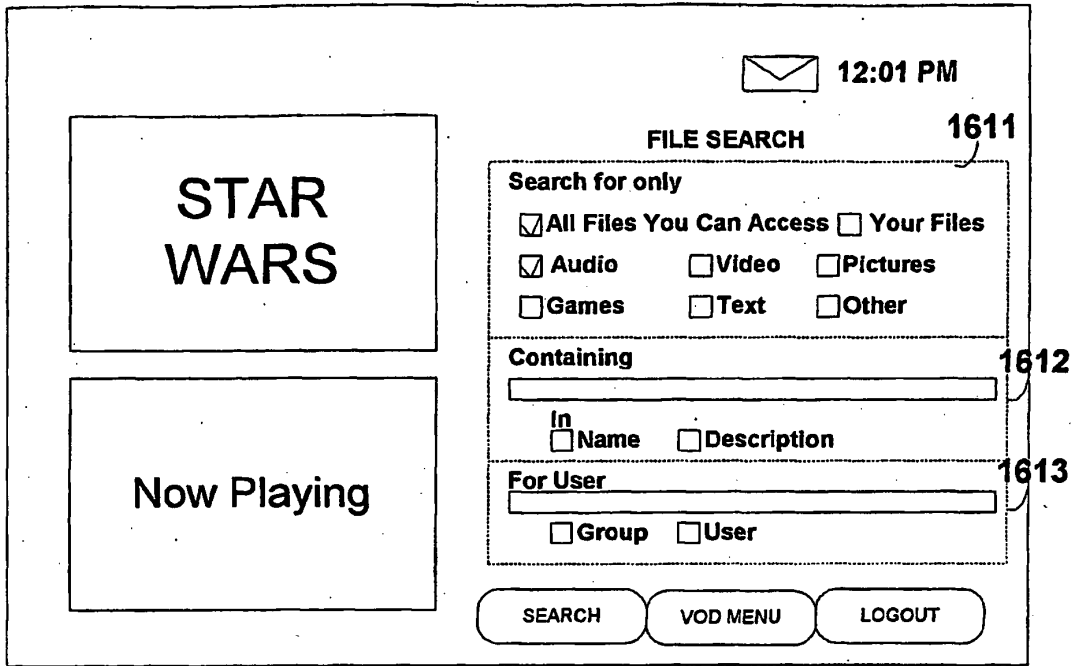 12:01 PM
1611
STAR
WARS
Now Playing
FILE SEARCH
Search for only
All Files You Can Access Your Files
Audio Video Pictures
Games Text Other
Containing
1612
In
Name Description
For User
1613
Group User
SEARCH VOD MENU LOGOUT